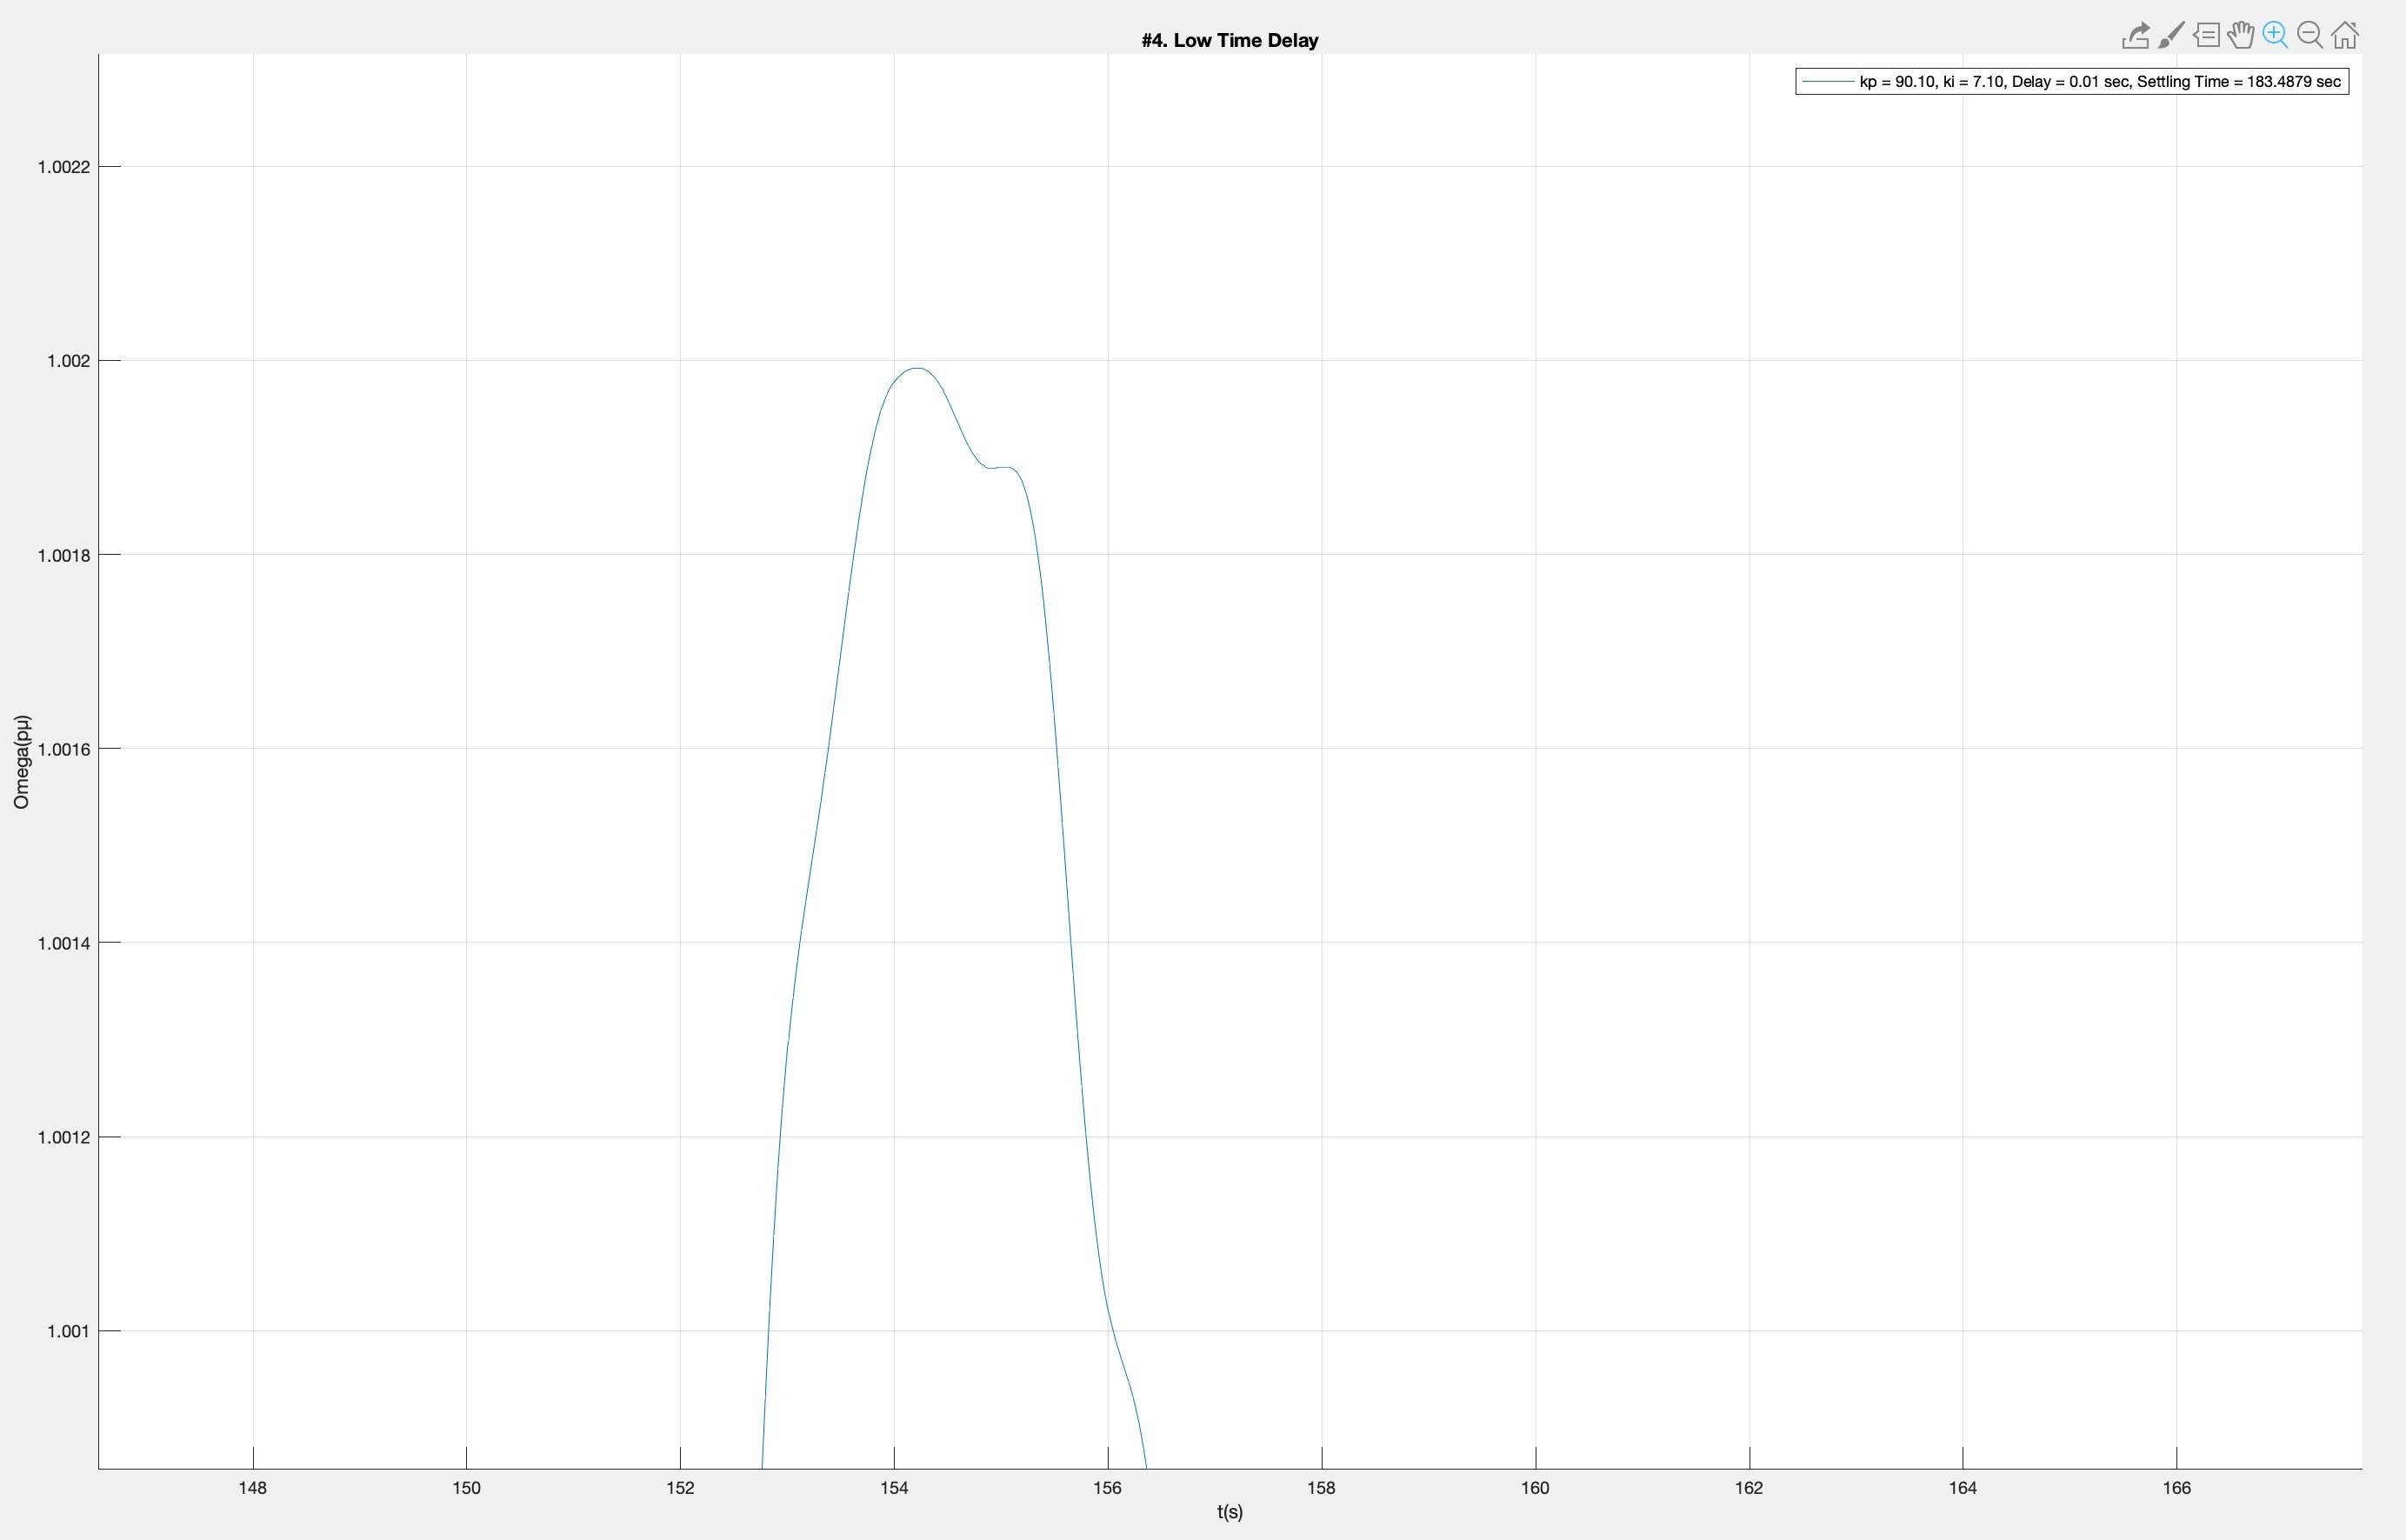 #4. Low Time Delay
kp = 90.10, ki = 7.10, Delay = 0.01 sec, Settling Time = 183.4879 sec
1.0022
1.002
1.0018
1.0016
1.0014
1.0012
1.001
Omega(pμ)
148 150 152 154 156 158 160 162 164 166
t(s)